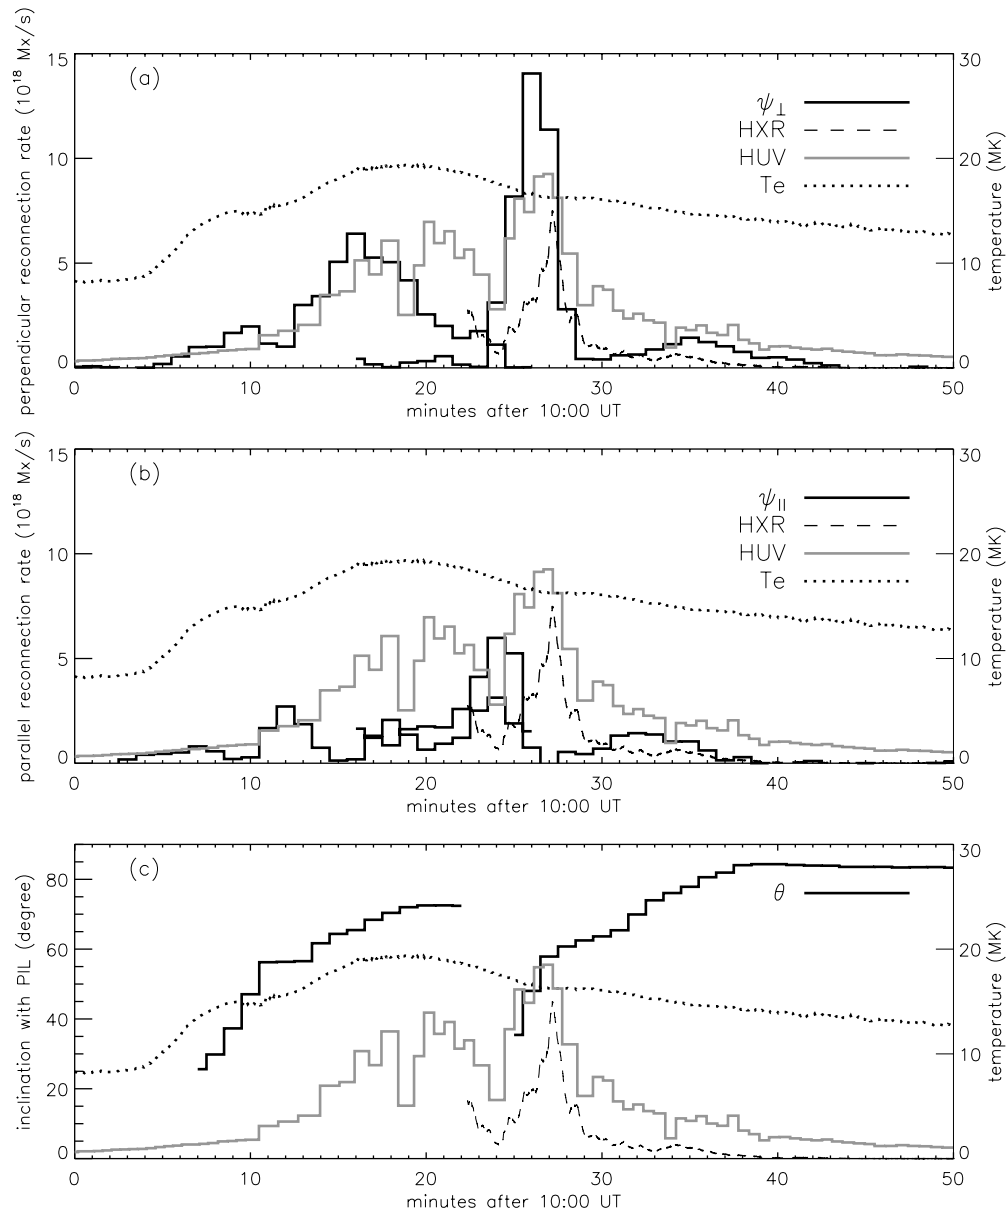 perpendicular reconnection rate (10¹⁸ Mx/s)
15
10
5
0
(a)
ψ⊥
HXR
HUV
Te
30
20
10
0
temperature (MK)
0 10 20 30 40 50
minutes after 10:00 UT
parallel reconnection rate (10¹⁸ Mx/s)
15
10
5
0
(b)
ψ||
HXR
HUV
Te
30
20
10
0
temperature (MK)
0 10 20 30 40 50
minutes after 10:00 UT
inclination with PIL (degree)
80
60
40
20
0
(c)
θ
30
20
10
0
temperature (MK)
0 10 20 30 40 50
minutes after 10:00 UT